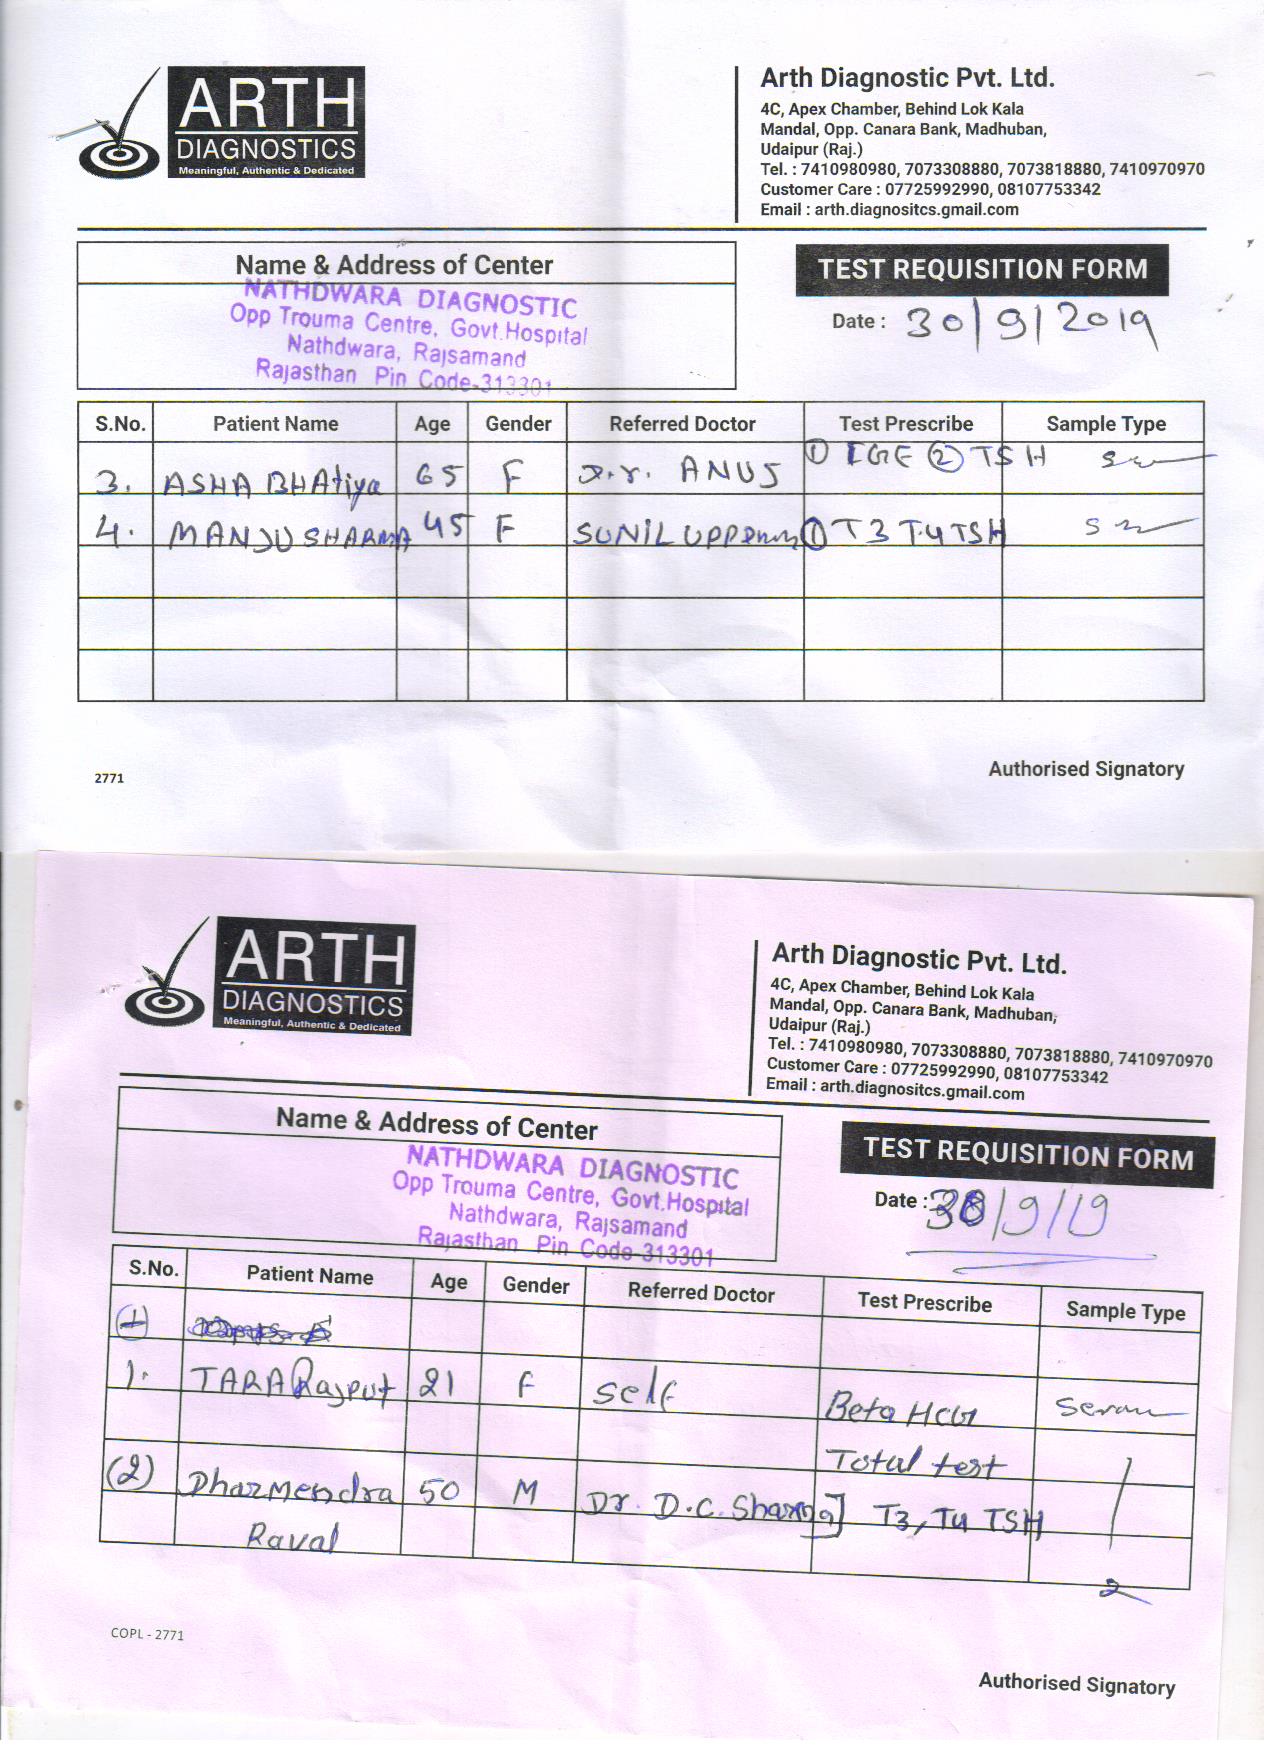 ARTH
DIAGNOSTICS
Meaningful, Authentic & Dedicated
Arth Diagnostic Pvt. Ltd.
4C, Apex Chamber, Behind Lok Kala
Mandal, Opp. Canara Bank, Madhuban,
Udaipur (Raj.)
Tel. : 7410980980, 7073308880, 7073818880, 7410970970
Customer Care : 07725992990, 08107753342
Email : arth.diagnositcs.gmail.com
Name & Address of Center
NATHDWARA DIAGNOSTIC
Opp Trouma Centre, Govt.Hospital
Nathdwara, Rajsamand
Rajasthan Pin Code-313301
TEST REQUISITION FORM
Date : 30/9/2019
S.No. Patient Name Age Gender Referred Doctor Test Prescribe Sample Type
3. ASHA BHAtiya 65 F Dr. ANUJ ① IGE ② TSH
4. MANJU SHARMA 45 F SUNIL ① T3 T4 TSH
2771
Authorised Signatory
ARTH
DIAGNOSTICS
Meaningful, Authentic & Dedicated
Arth Diagnostic Pvt. Ltd.
4C, Apex Chamber, Behind Lok Kala
Mandal, Opp. Canara Bank, Madhuban,
Udaipur (Raj.)
Tel. : 7410980980, 7073308880, 7073818880, 7410970970
Customer Care : 07725992990, 08107753342
Email : arth.diagnositcs.gmail.com
Name & Address of Center
NATHDWARA DIAGNOSTIC
Opp Trouma Centre, Govt.Hospital
Nathdwara, Rajsamand
Rajasthan Pin Code-313301
TEST REQUISITION FORM
Date : 30/9/19
S.No. Patient Name Age Gender Referred Doctor Test Prescribe Sample Type
1. TARA Rajput 21 F Self Beta HCG Serum
Total test
(2) Dharmendra 50 M Dr. D.C. Sharma T3, T4 TSH
Raval
COPL - 2771
Authorised Signatory